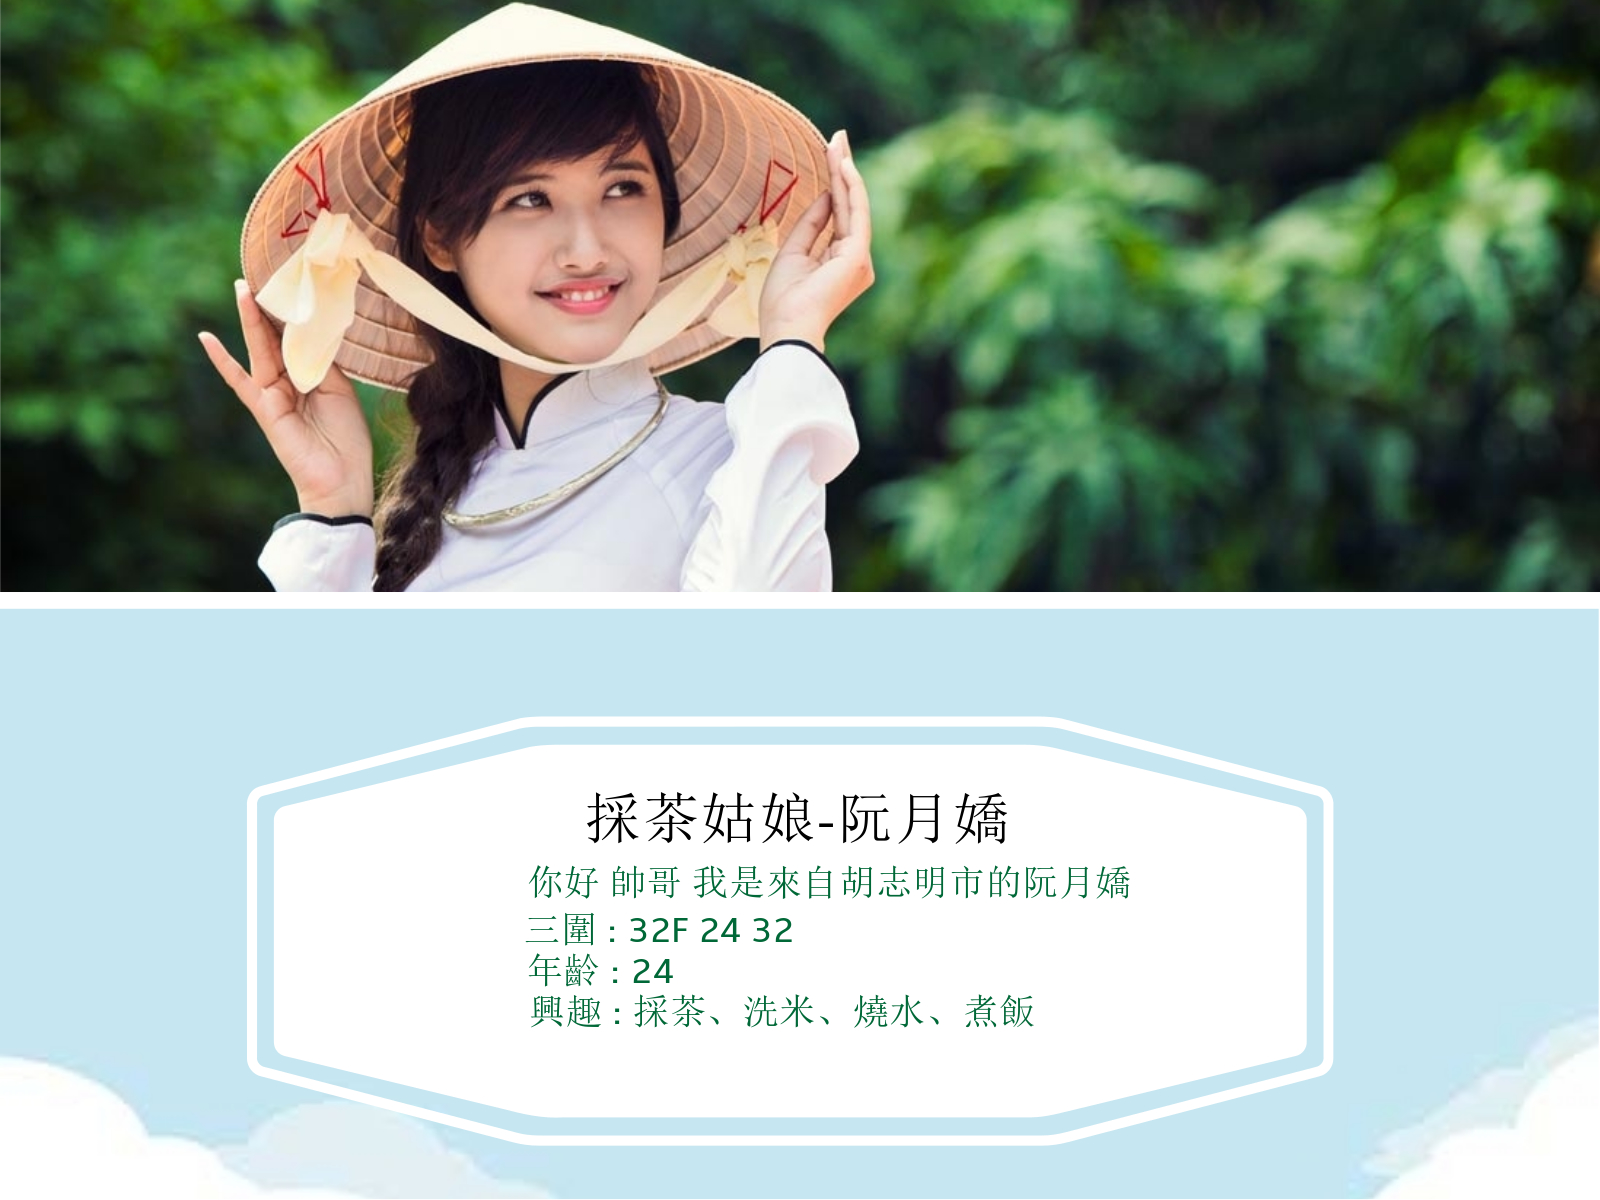 採茶姑娘-阮月嬌
你好 帥哥 我是來自胡志明市的阮月嬌
三圍 : 32F 24 32
年齡 : 24
興趣 : 採茶、洗米、燒水、煮飯